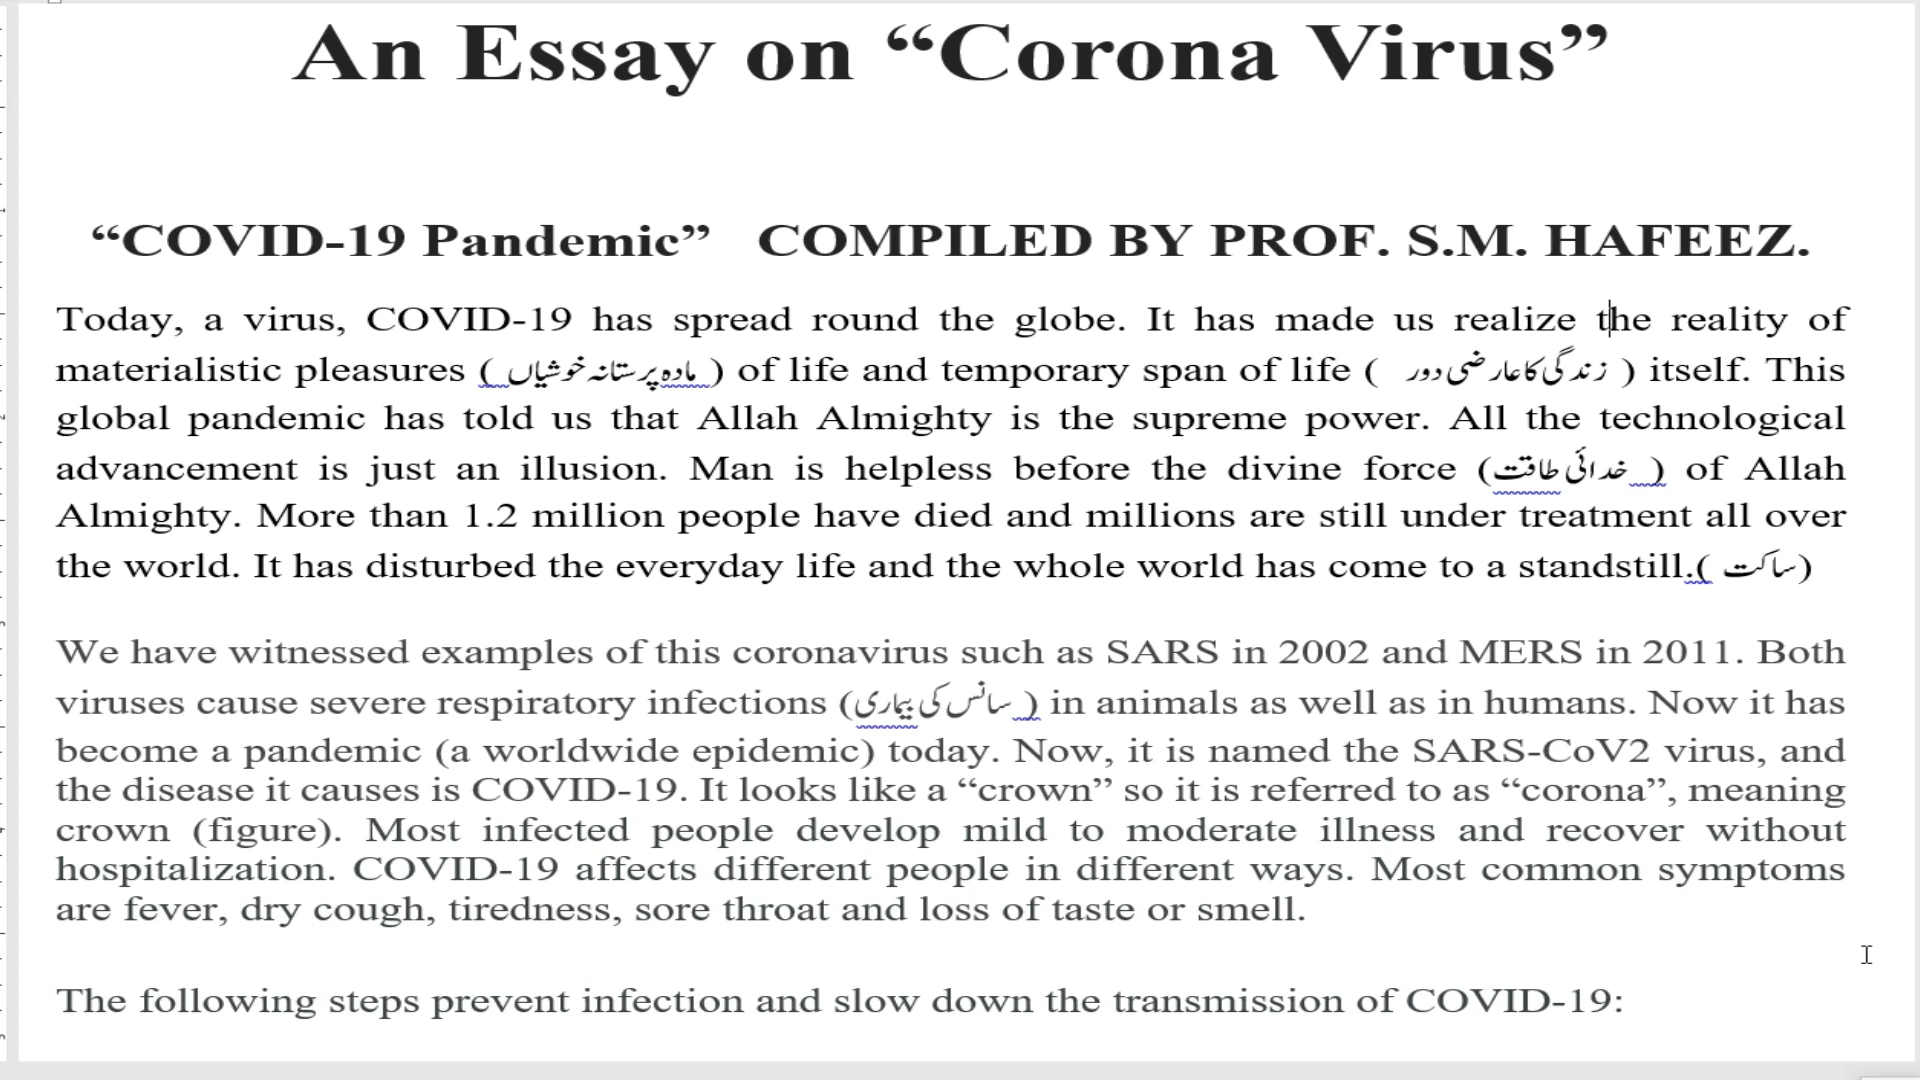 An Essay on “Corona Virus”
“COVID-19 Pandemic” COMPILED BY PROF. S.M. HAFEEZ.
Today, a virus, COVID-19 has spread round the globe. It has made us realize the reality of
materialistic pleasures ( مادہ پرستانہ خوشیاں ) of life and temporary span of life ( زندگی کا عارضی دور ) itself. This
global pandemic has told us that Allah Almighty is the supreme power. All the technological
advancement is just an illusion. Man is helpless before the divine force (خدائی طاقت ) of Allah
Almighty. More than 1.2 million people have died and millions are still under treatment all over
the world. It has disturbed the everyday life and the whole world has come to a standstill.( ساکت)
We have witnessed examples of this coronavirus such as SARS in 2002 and MERS in 2011. Both
viruses cause severe respiratory infections (سانس کی بیماری ) in animals as well as in humans. Now it has
become a pandemic (a worldwide epidemic) today. Now, it is named the SARS-CoV2 virus, and
the disease it causes is COVID-19. It looks like a “crown” so it is referred to as “corona”, meaning
crown (figure). Most infected people develop mild to moderate illness and recover without
hospitalization. COVID-19 affects different people in different ways. Most common symptoms
are fever, dry cough, tiredness, sore throat and loss of taste or smell.
The following steps prevent infection and slow down the transmission of COVID-19: